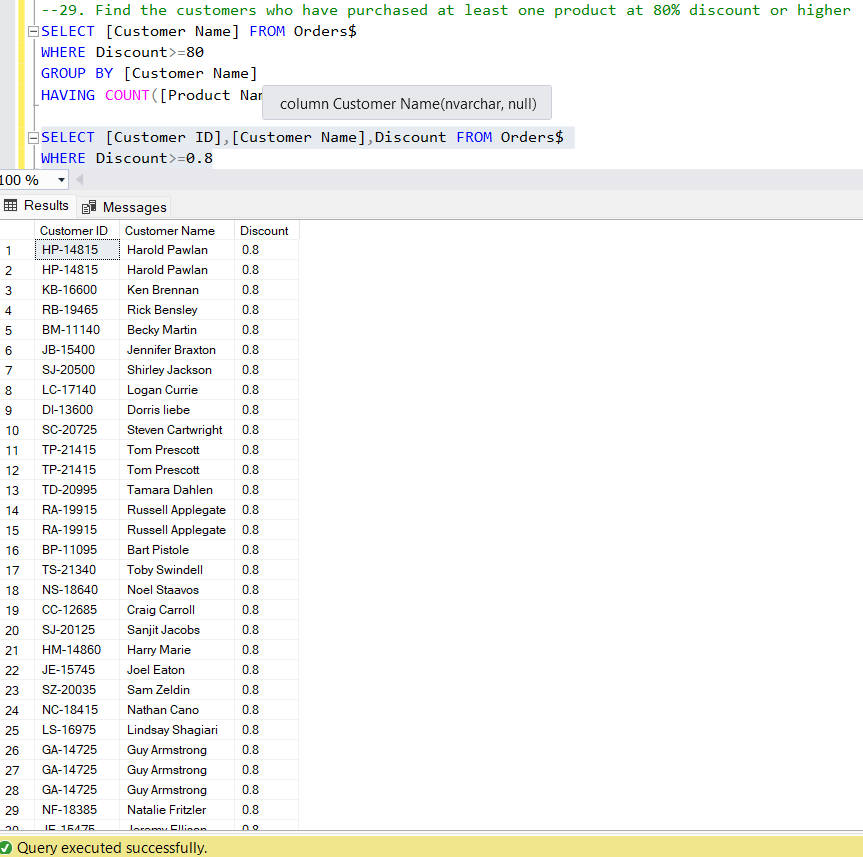 --29. Find the customers who have purchased at least one product at 80% discount or higher
SELECT [Customer Name] FROM Orders$
WHERE Discount>=80
GROUP BY [Customer Name]
HAVING COUNT([Product Nam
column Customer Name(nvarchar, null)
SELECT [Customer ID],[Customer Name],Discount FROM Orders$
WHERE Discount>=0.8
100 %
Results Messages
Customer ID Customer Name Discount
1 HP-14815 Harold Pawlan 0.8
2 HP-14815 Harold Pawlan 0.8
3 KB-16600 Ken Brennan 0.8
4 RB-19465 Rick Bensley 0.8
5 BM-11140 Becky Martin 0.8
6 JB-15400 Jennifer Braxton 0.8
7 SJ-20500 Shirley Jackson 0.8
8 LC-17140 Logan Currie 0.8
9 Dl-13600 Dorris liebe 0.8
10 SC-20725 Steven Cartwright 0.8
11 TP-21415 Tom Prescott 0.8
12 TP-21415 Tom Prescott 0.8
13 TD-20995 Tamara Dahlen 0.8
14 RA-19915 Russell Applegate 0.8
15 RA-19915 Russell Applegate 0.8
16 BP-11095 Bart Pistole 0.8
17 TS-21340 Toby Swindell 0.8
18 NS-18640 Noel Staavos 0.8
19 CC-12685 Craig Carroll 0.8
20 SJ-20125 Sanjit Jacobs 0.8
21 HM-14860 Harry Marie 0.8
22 JE-15745 Joel Eaton 0.8
23 SZ-20035 Sam Zeldin 0.8
24 NC-18415 Nathan Cano 0.8
25 LS-16975 Lindsay Shagiari 0.8
26 GA-14725 Guy Armstrong 0.8
27 GA-14725 Guy Armstrong 0.8
28 GA-14725 Guy Armstrong 0.8
29 NF-18385 Natalie Fritzler 0.8
30 JE-15475 Jeremy Ellison 0.8
Query executed successfully.